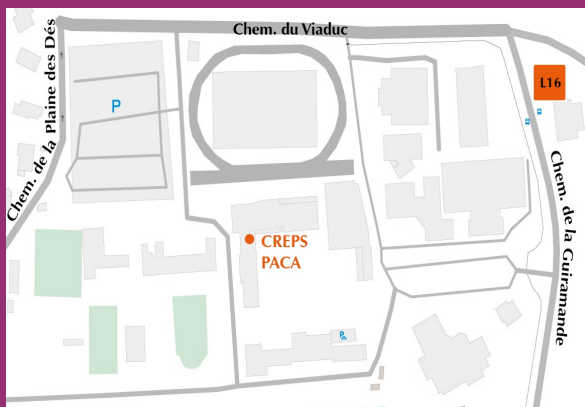 Chem. du Viaduc
Chem. de la Plaine des Dés
P
L16
CREPS
PACA
Chem. de la Guiramande
P